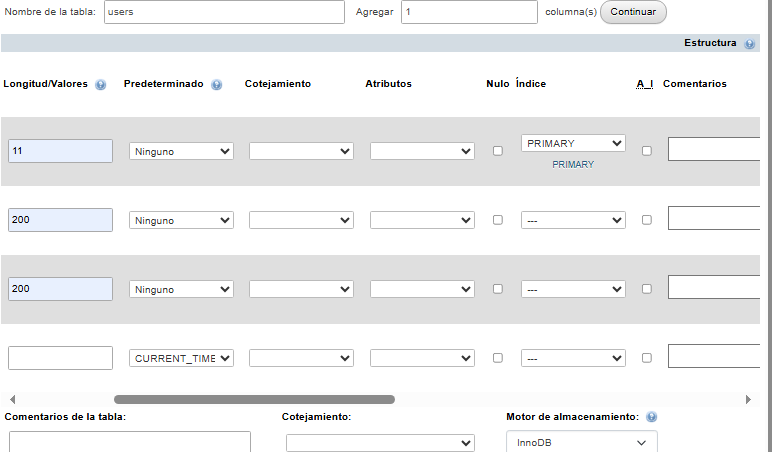 Nombre de la tabla: users Agregar 1 columna(s) Continuar
Estructura
Longitud/Valores Predeterminado Cotejamiento Atributos Nulo Índice A_I Comentarios
11 Ninguno PRIMARY
PRIMARY
200 Ninguno ---
200 Ninguno ---
CURRENT_TIME ---
Comentarios de la tabla: Cotejamiento: Motor de almacenamiento:
InnoDB